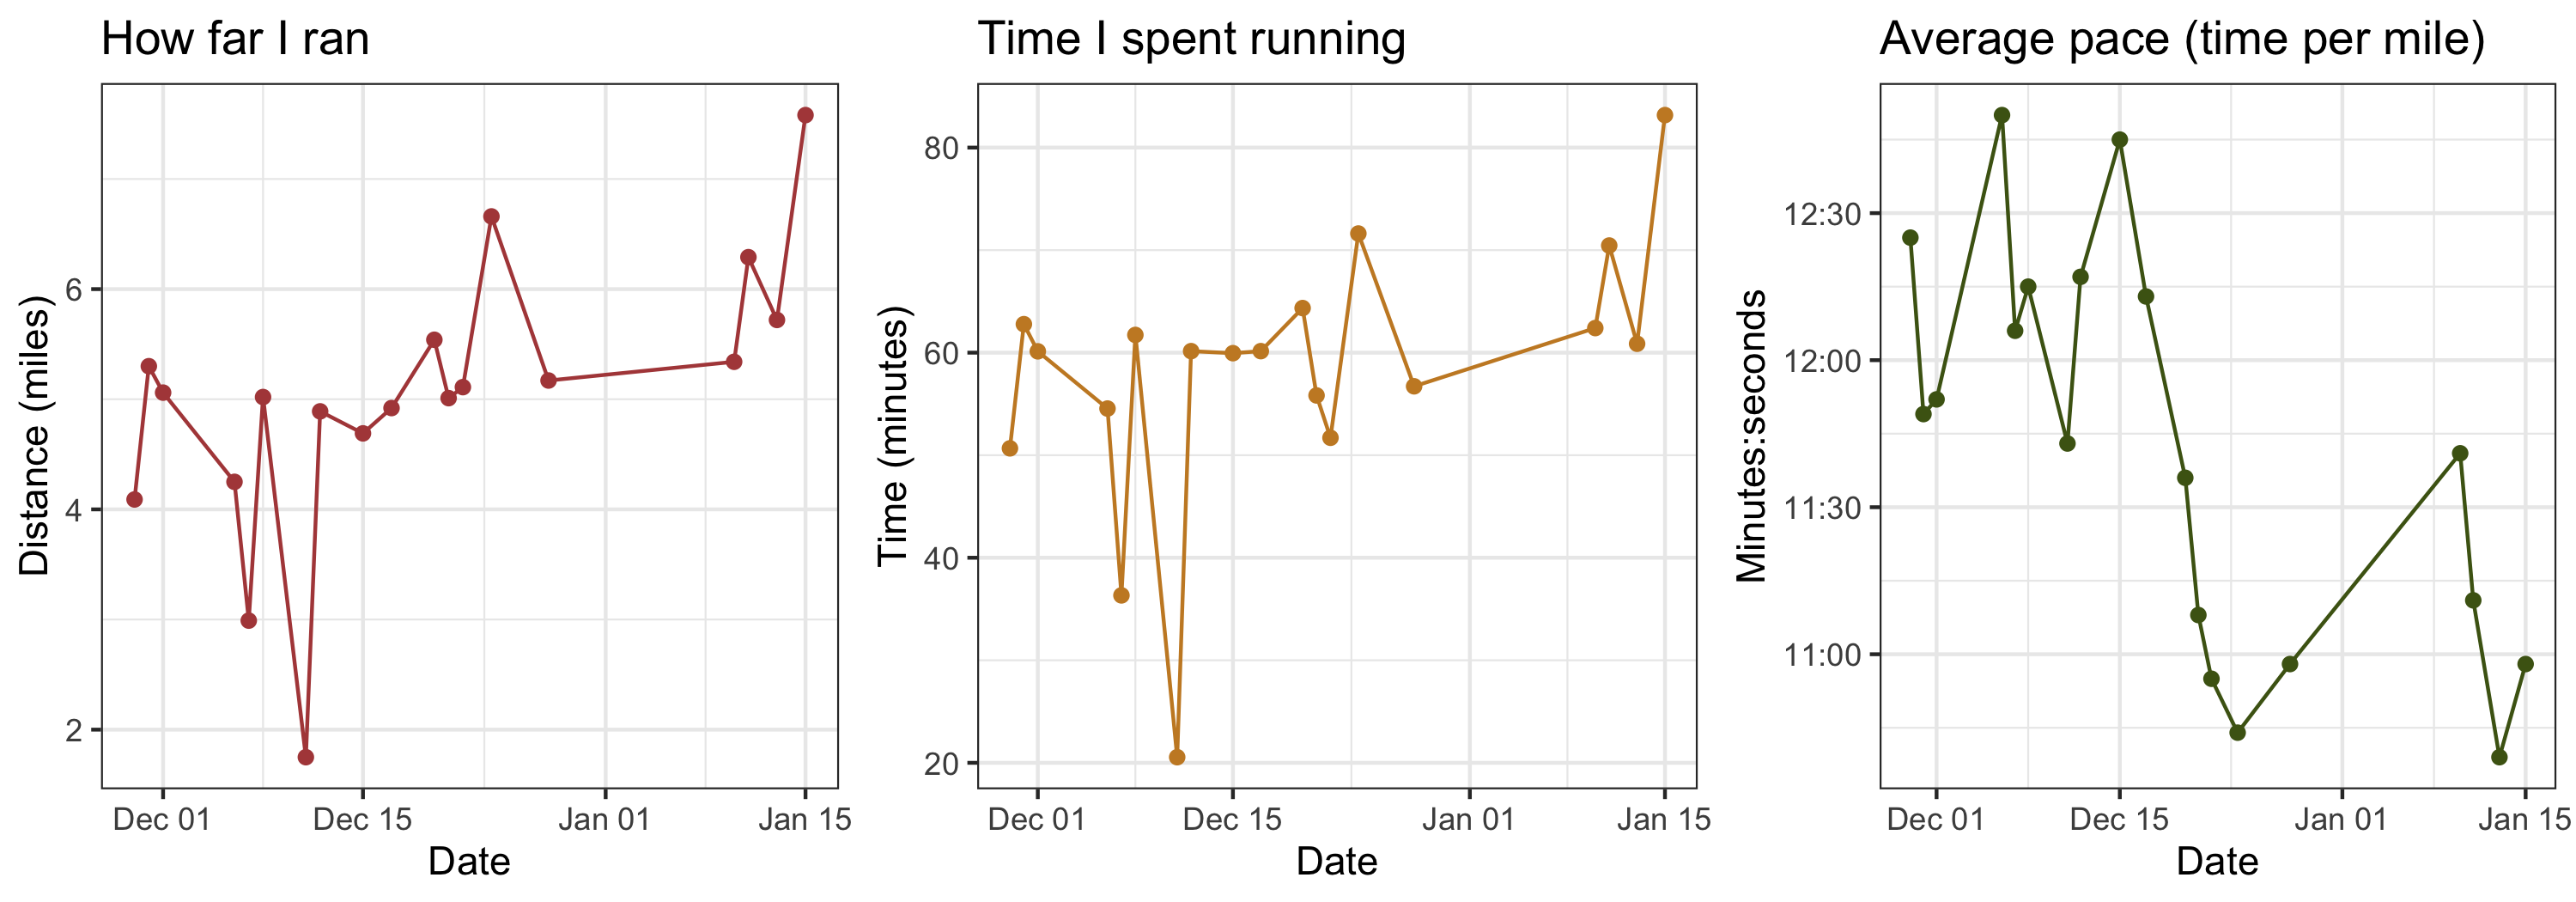 How far I ran
Distance (miles)
6
4
2
Dec 01 Dec 15 Jan 01 Jan 15
Date
Time I spent running
Time (minutes)
80
60
40
20
Dec 01 Dec 15 Jan 01 Jan 15
Date
Average pace (time per mile)
Minutes:seconds
12:30
12:00
11:30
11:00
Dec 01 Dec 15 Jan 01 Jan 15
Date